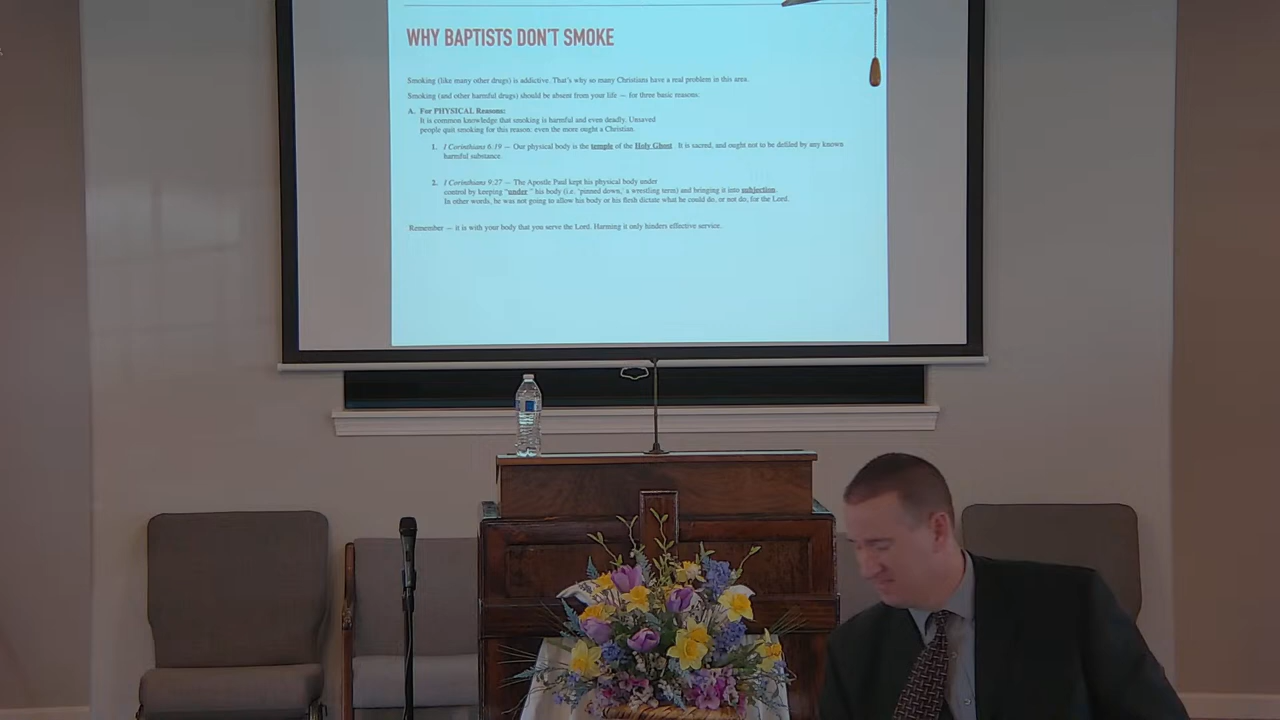 WHY BAPTISTS DON'T SMOKE
Smoking (like many other drugs) is addictive. That's why so many Christians have a real problem in this area.
Smoking (and other harmful drugs) should be absent from your life — for three basic reasons.
A. For PHYSICAL Reasons:
It is common knowledge that smoking is harmful and even deadly. Unsaved
people quit smoking for this reason, even the more ought a Christian.
1. I Corinthians 6:19 — Our physical body is the temple of the Holy Ghost. It is sacred, and ought not to be defiled by any known
harmful substance.
2. I Corinthians 9:27 — The Apostle Paul kept his physical body under
control by keeping "under" his body (i.e. 'pinned down,' a wrestling term) and bringing it into subjection.
In other words, he was not going to allow his body or his flesh dictate what he could do, or not do, for the Lord.
Remember — it is with your body that you serve the Lord. Harming it only hinders effective service.